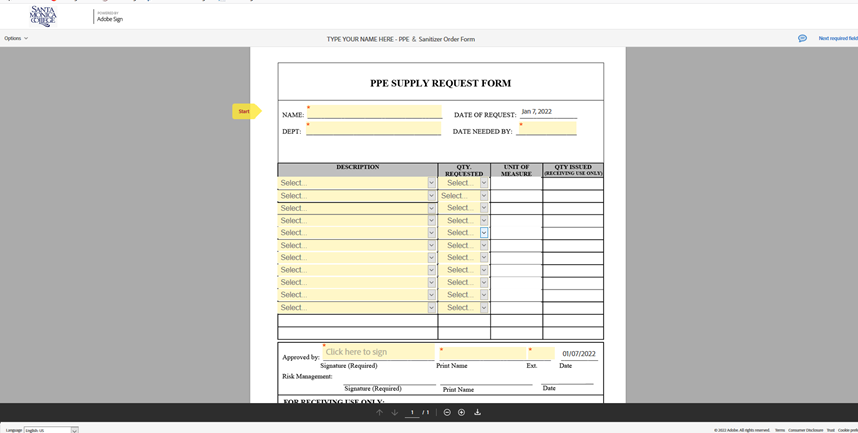 SANTA
MONICA
COLLEGE
POWERED BY
Adobe Sign
Options
TYPE YOUR NAME HERE - PPE & Sanitizer Order Form
Next required field
Start
PPE SUPPLY REQUEST FORM
NAME: * DATE OF REQUEST: Jan 7, 2022
DEPT: * DATE NEEDED BY: *
DESCRIPTION QTY. REQUESTED UNIT OF MEASURE QTY ISSUED (RECEIVING USE ONLY)
Select... Select...
Select... Select...
Select... Select...
Select... Select...
Select... Select...
Select... Select...
Select... Select...
Select... Select...
Select... Select...
Select... Select...
Select... Select...
Approved by: * Click here to sign * * 01/07/2022
Signature (Required) Print Name Ext. Date
Risk Management:
Signature (Required) Print Name Date
FOR RECEIVING USE ONLY:
1 / 1
Language English: US
© 2022 Adobe. All rights reserved. Terms Consumer Disclosure Trust Cookie prefe